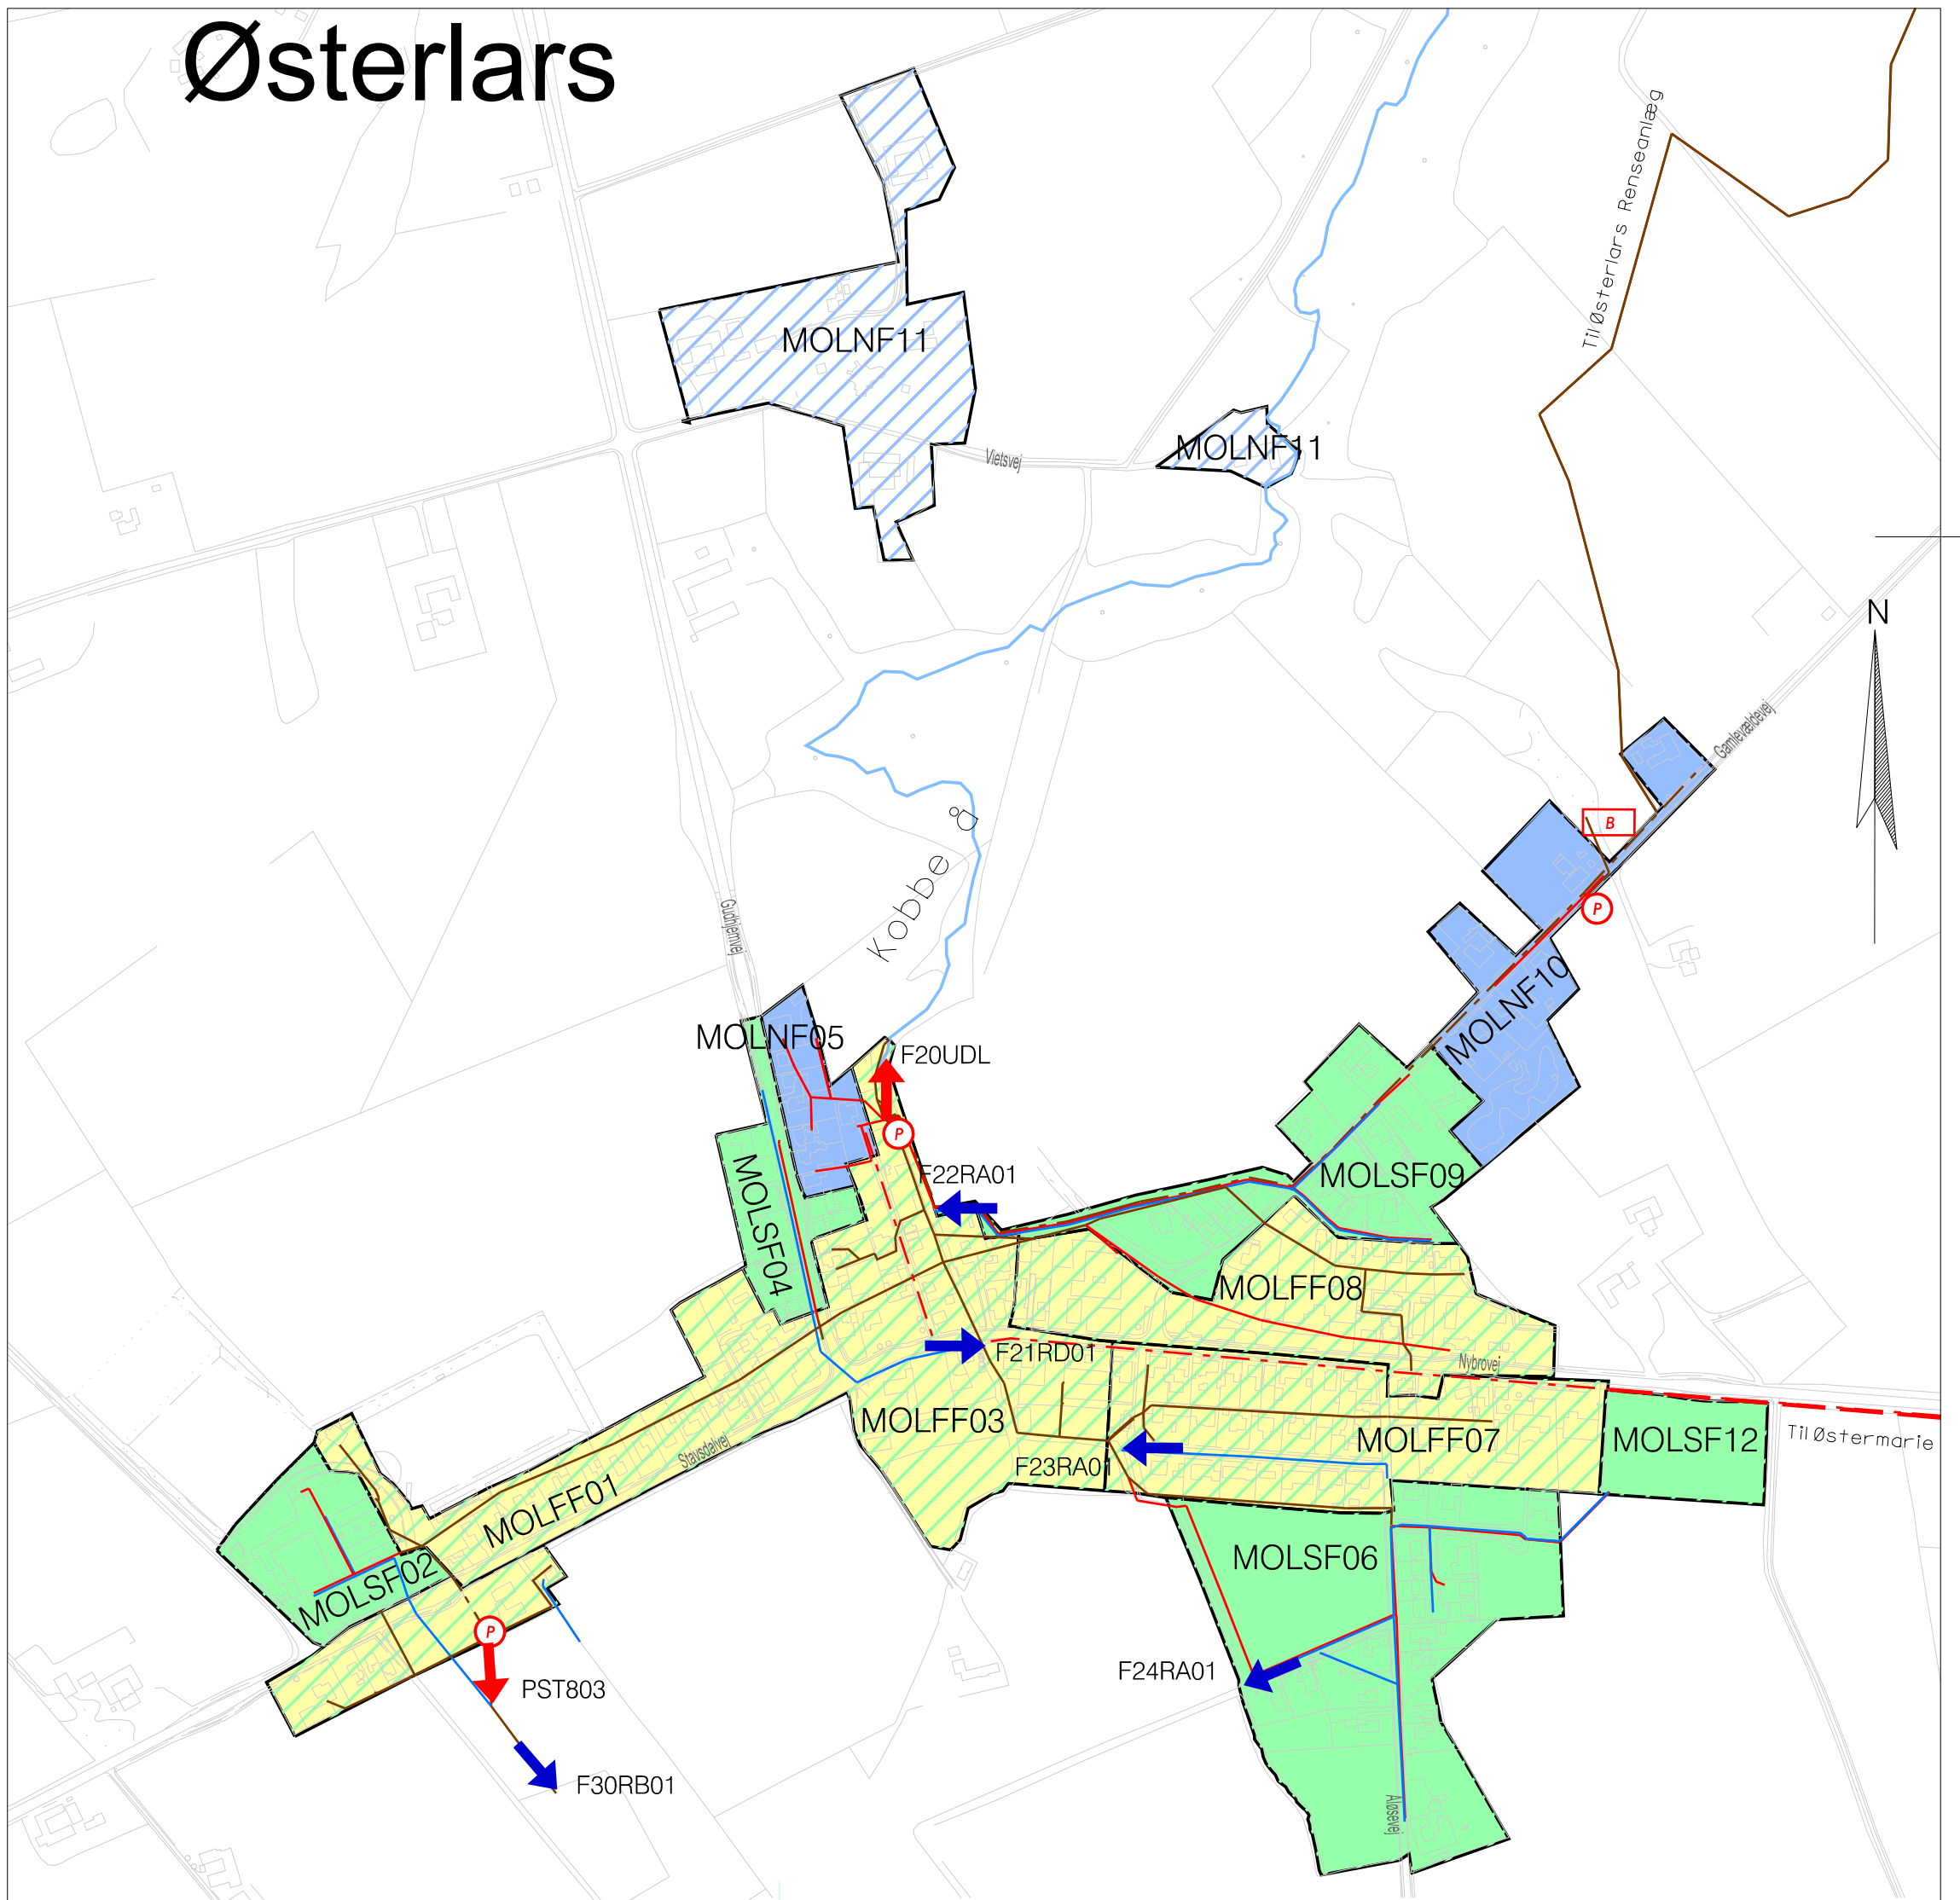 Østerlars
Til Østerlars Renseanlæg
MOLNF11
MOLNF11
Vietsvej
N
Gamlevældevej
B
P
Kobbe å
Gudhjemvej
MOLNF10
MOLNF05
F20UDL
P
F22RA01
MOLSF09
MOLSF04
MOLFF08
F21RD01
Nybrovej
MOLFF03
MOLFF07
MOLSF12
Til Østermarie
Stavsdalvej
F23RA01
MOLFF01
MOLSF06
MOLSF02
P
F24RA01
PST803
F30RB01
Aløsevej